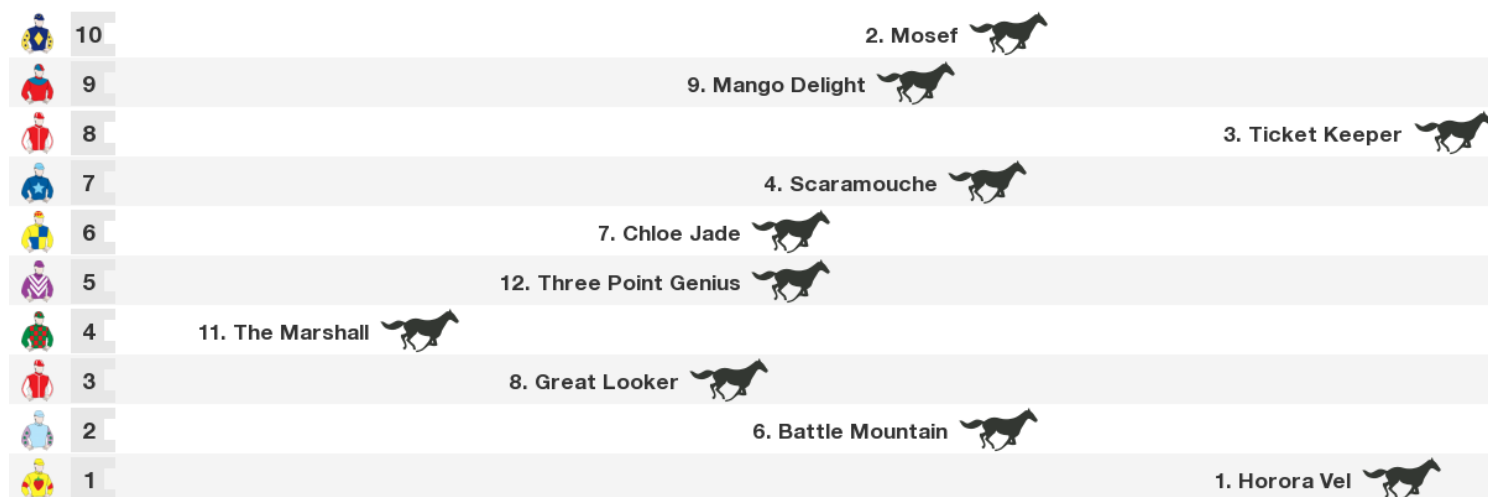 10 2. Mosef
9 9. Mango Delight
8 3. Ticket Keeper
7 4. Scaramouche
6 7. Chloe Jade
5 12. Three Point Genius
4 11. The Marshall
3 8. Great Looker
2 6. Battle Mountain
1 1. Horora Vel